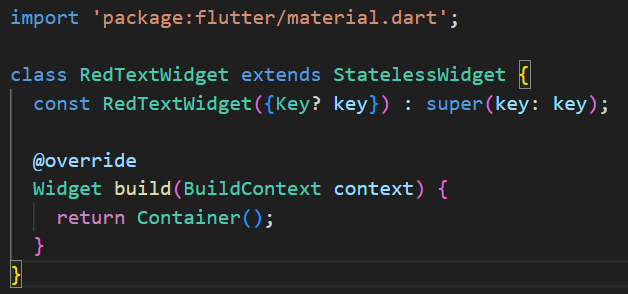 import 'package:flutter/material.dart';
class RedTextWidget extends StatelessWidget {
  const RedTextWidget({Key? key}) : super(key: key);
  @override
  Widget build(BuildContext context) {
    return Container();
  }
}